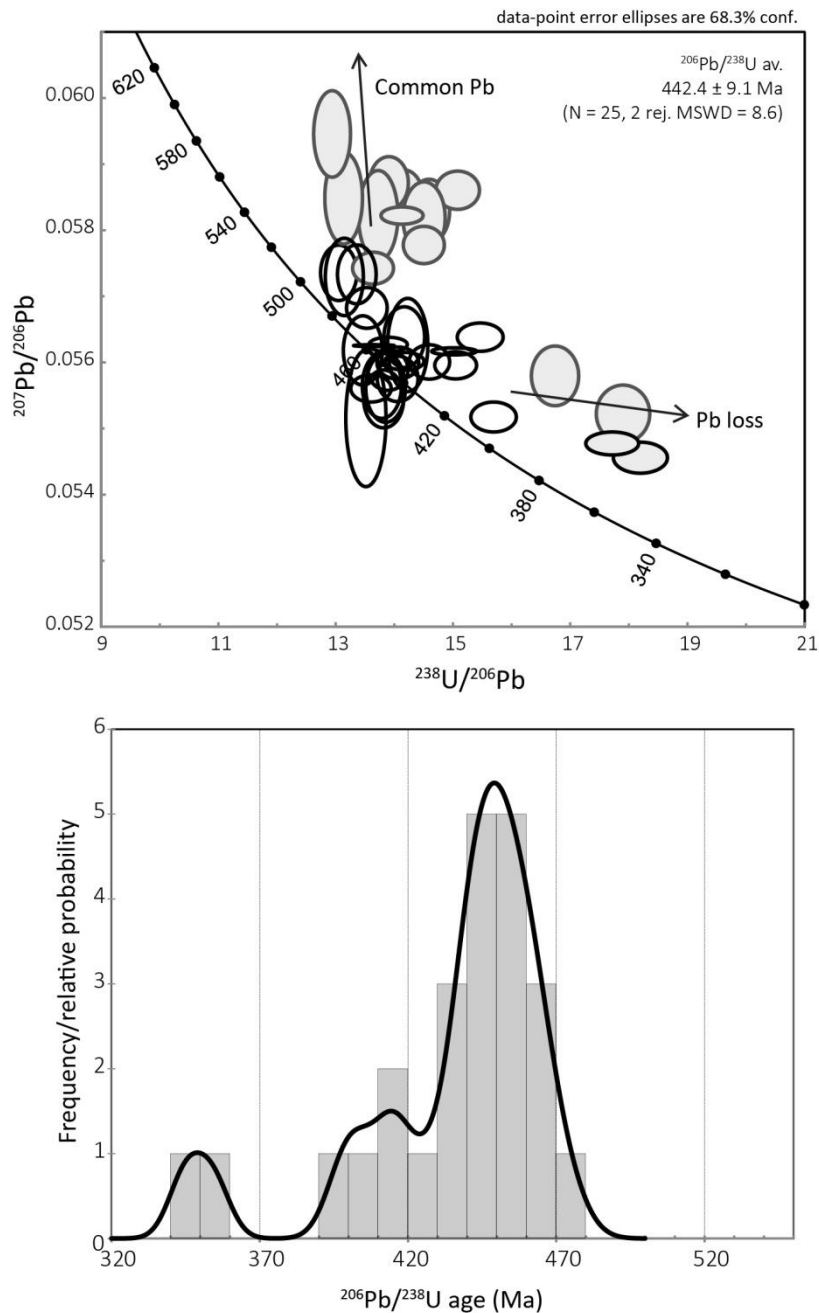 data-point error ellipses are 68.3% conf.
²⁰⁶Pb/²³⁸U av.
442.4 ± 9.1 Ma
(N = 25, 2 rej. MSWD = 8.6)
Common Pb
Pb loss
620
580
540
500
460
420
380
340
0.060
0.058
0.056
0.054
0.052
²⁰⁷Pb/²⁰⁶Pb
9 11 13 15 17 19 21
²³⁸U/²⁰⁶Pb
6
5
4
3
2
1
0
Frequency/relative probability
320 370 420 470 520
²⁰⁶Pb/²³⁸U age (Ma)